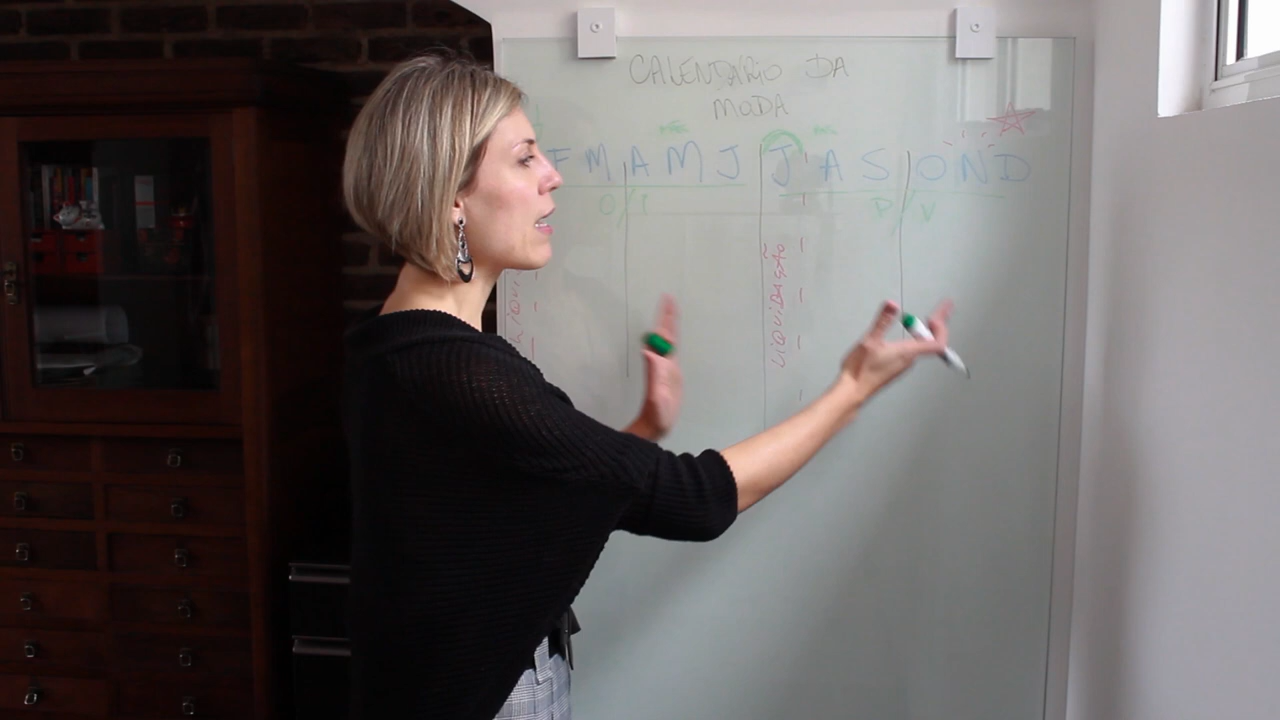 CALENDÁRIO DA
MODA
F M A M J J A S O N D
O/I P/V
LIQUIDAÇÃO